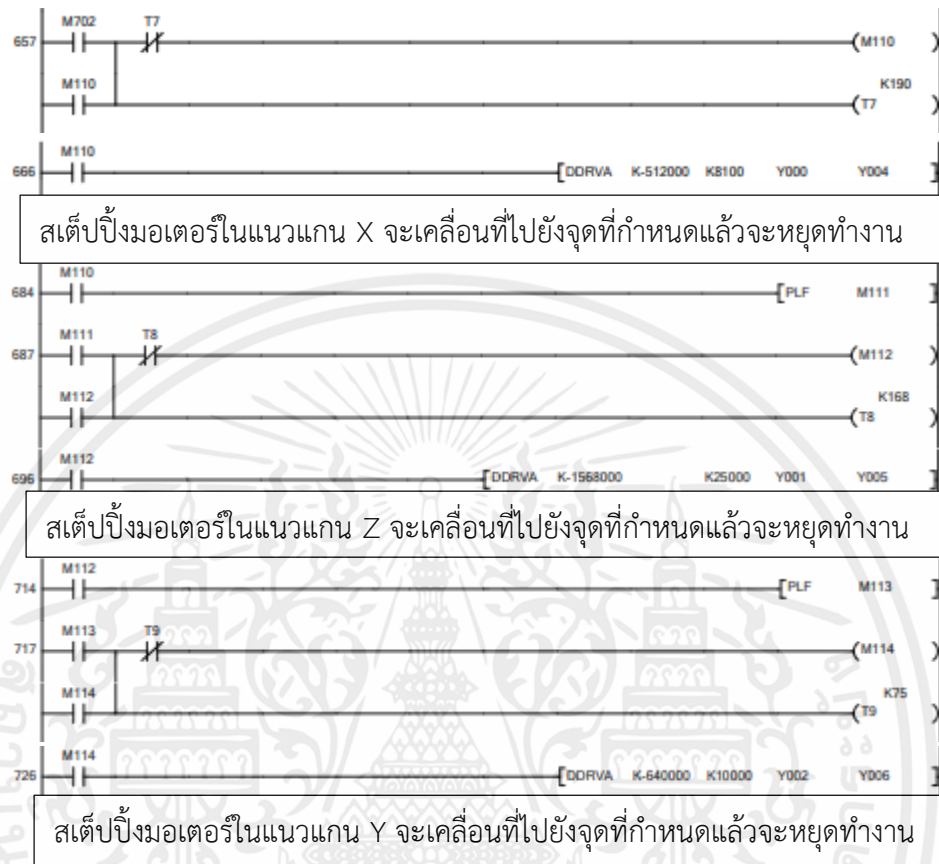 M702 T7
657 (M110 )
M110 K190
(T7 )
M110
666 [DDRVA K-512000 K8100 Y000 Y004 ]
สเต็ปปิ้งมอเตอร์ในแนวแกน X จะเคลื่อนที่ไปยังจุดที่กำหนดแล้วจะหยุดทำงาน
M110
684 [PLF M111 ]
M111 T8
687 (M112 )
M112 K168
(T8 )
M112
696 [DDRVA K-1568000 K25000 Y001 Y005 ]
สเต็ปปิ้งมอเตอร์ในแนวแกน Z จะเคลื่อนที่ไปยังจุดที่กำหนดแล้วจะหยุดทำงาน
M112
714 [PLF M113 ]
M113 T9
717 (M114 )
M114 K75
(T9 )
M114
726 [DDRVA K-640000 K10000 Y002 Y006 ]
สเต็ปปิ้งมอเตอร์ในแนวแกน Y จะเคลื่อนที่ไปยังจุดที่กำหนดแล้วจะหยุดทำงาน